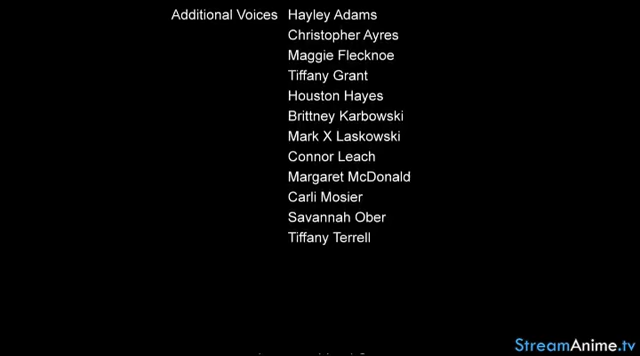 Additional Voices Hayley Adams
Christopher Ayres
Maggie Flecknoe
Tiffany Grant
Houston Hayes
Brittney Karbowski
Mark X Laskowski
Connor Leach
Margaret McDonald
Carli Mosier
Savannah Ober
Tiffany Terrell
StreamAnime.tv